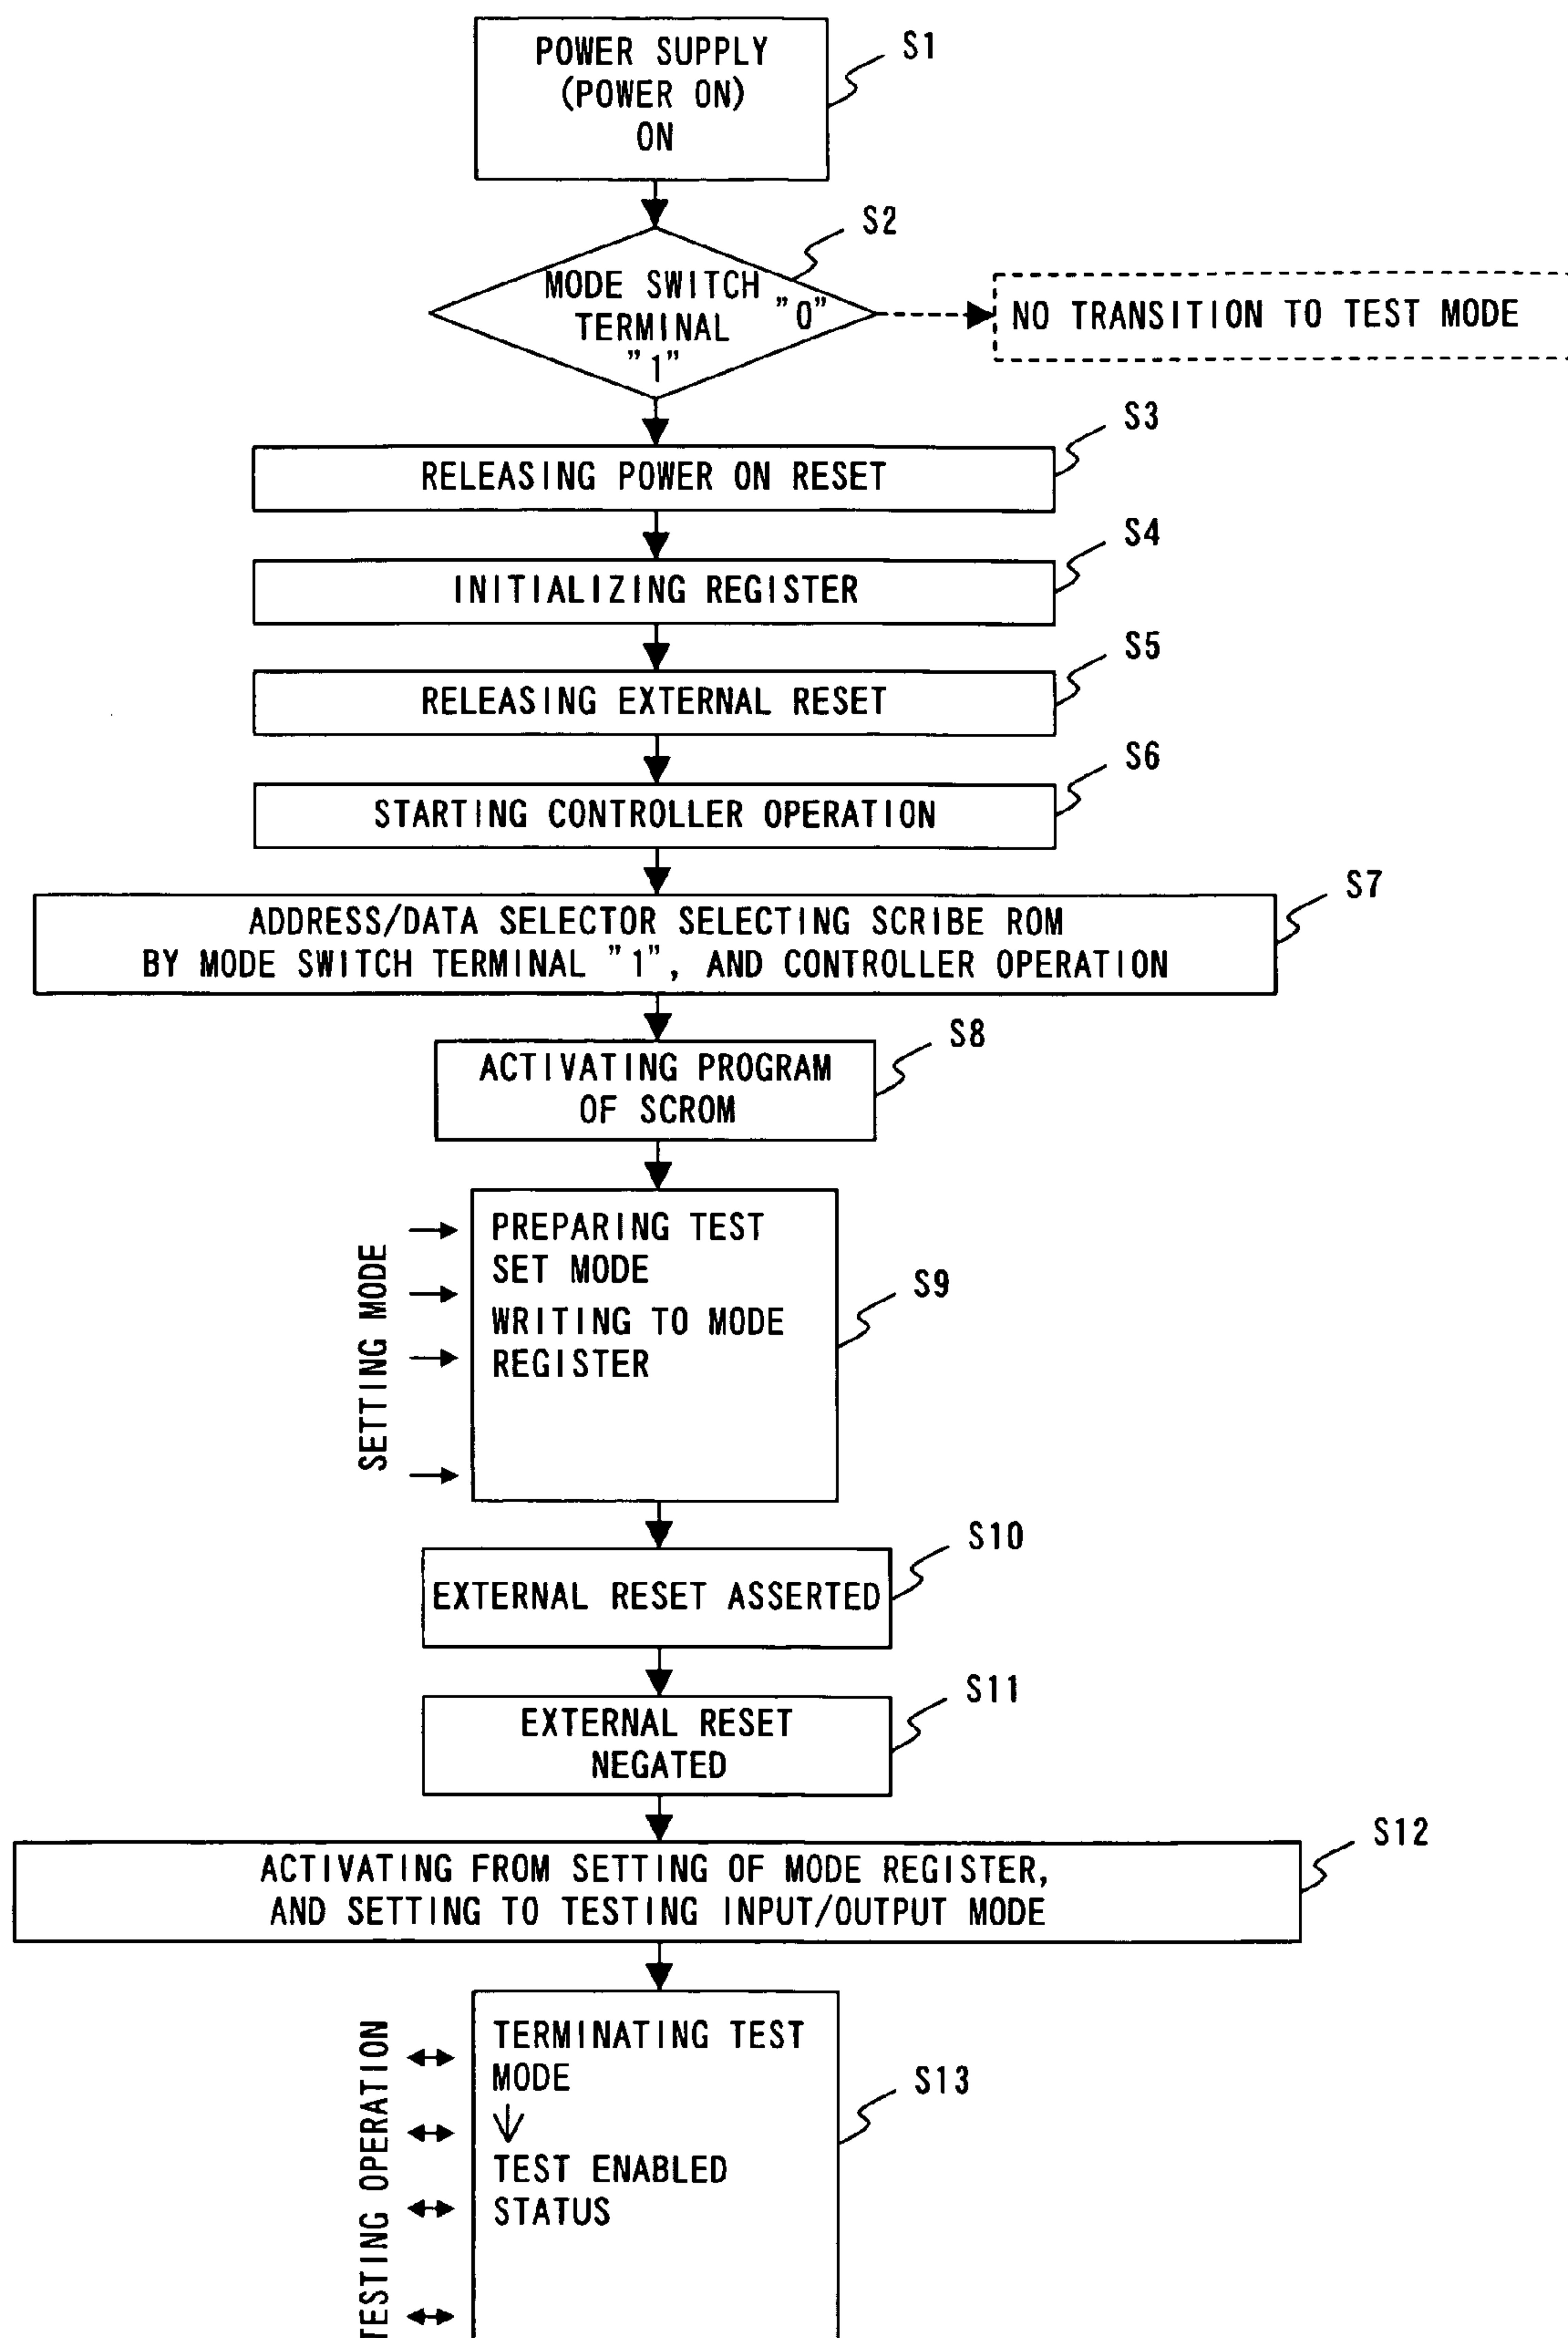 POWER SUPPLY
(POWER ON)
ON
S1
S2
MODE SWITCH
TERMINAL
"0"
"1"
NO TRANSITION TO TEST MODE
S3
RELEASING POWER ON RESET
S4
INITIALIZING REGISTER
S5
RELEASING EXTERNAL RESET
S6
STARTING CONTROLLER OPERATION
S7
ADDRESS/DATA SELECTOR SELECTING SCRIBE ROM
BY MODE SWITCH TERMINAL "1", AND CONTROLLER OPERATION
S8
ACTIVATING PROGRAM
OF SCROM
SETTING MODE
PREPARING TEST
SET MODE
WRITING TO MODE
REGISTER
S9
S10
EXTERNAL RESET ASSERTED
S11
EXTERNAL RESET
NEGATED
S12
ACTIVATING FROM SETTING OF MODE REGISTER,
AND SETTING TO TESTING INPUT/OUTPUT MODE
TESTING OPERATION
TERMINATING TEST
MODE
TEST ENABLED
STATUS
S13